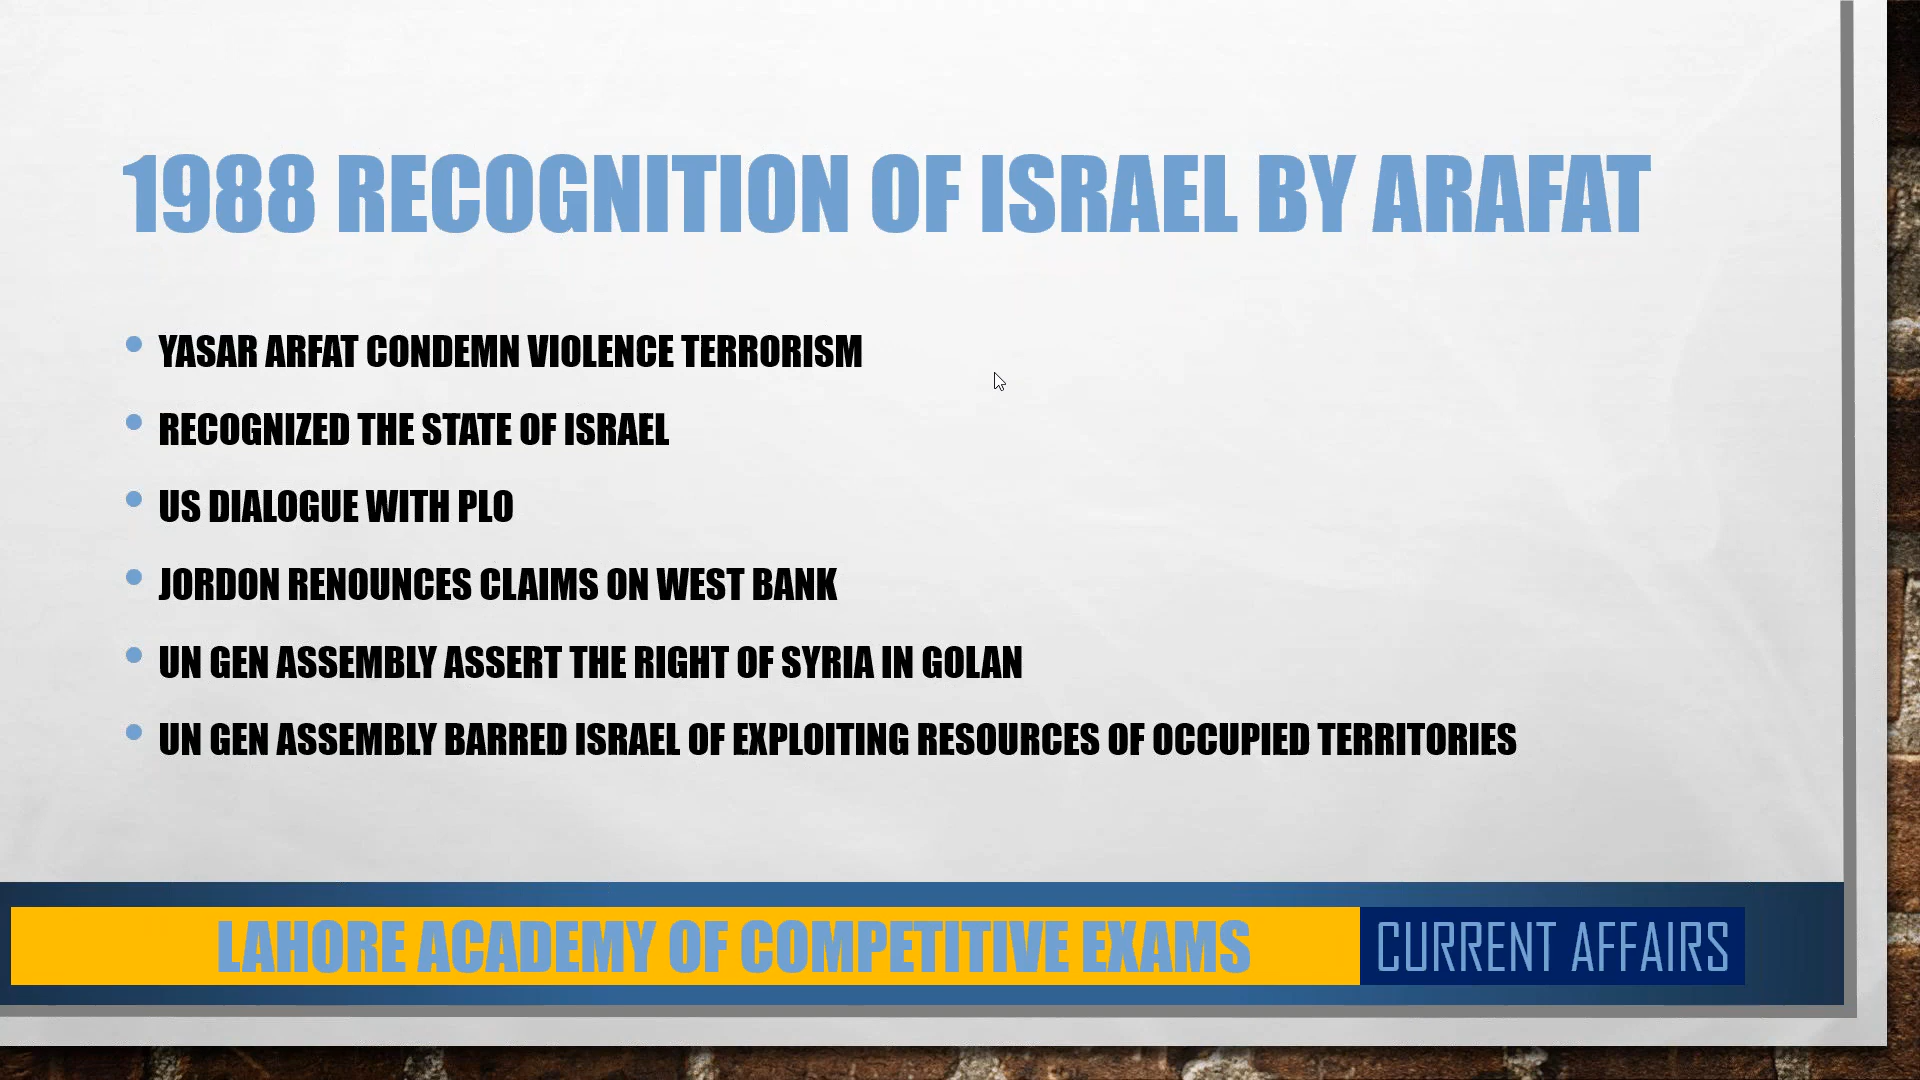 1988 RECOGNITION OF ISRAEL BY ARAFAT
YASAR ARFAT CONDEMN VIOLENCE TERRORISM
RECOGNIZED THE STATE OF ISRAEL
US DIALOGUE WITH PLO
JORDON RENOUNCES CLAIMS ON WEST BANK
UN GEN ASSEMBLY ASSERT THE RIGHT OF SYRIA IN GOLAN
UN GEN ASSEMBLY BARRED ISRAEL OF EXPLOITING RESOURCES OF OCCUPIED TERRITORIES
LAHORE ACADEMY OF COMPETITIVE EXAMS
CURRENT AFFAIRS